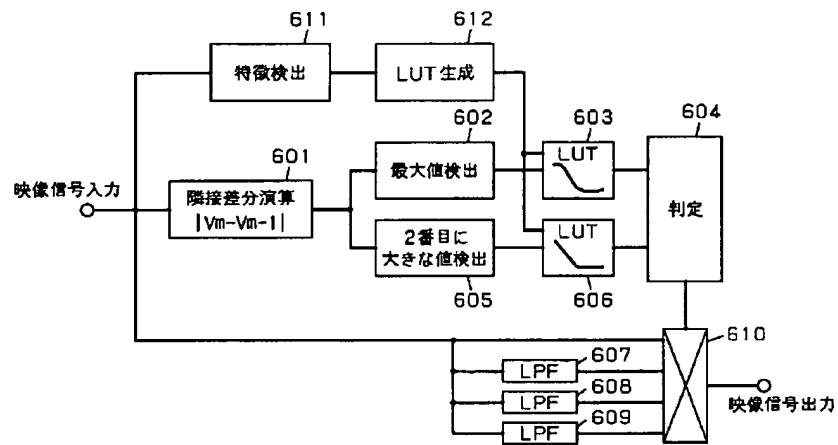 611
612
特徴検出
LUT生成
602
603
604
601
最大値検出
LUT
映像信号入力
隣接差分演算
|Vm-Vm-1|
判定
2番目に
大きな値検出
LUT
605
606
610
607
LPF
608
LPF
映像信号出力
609
LPF